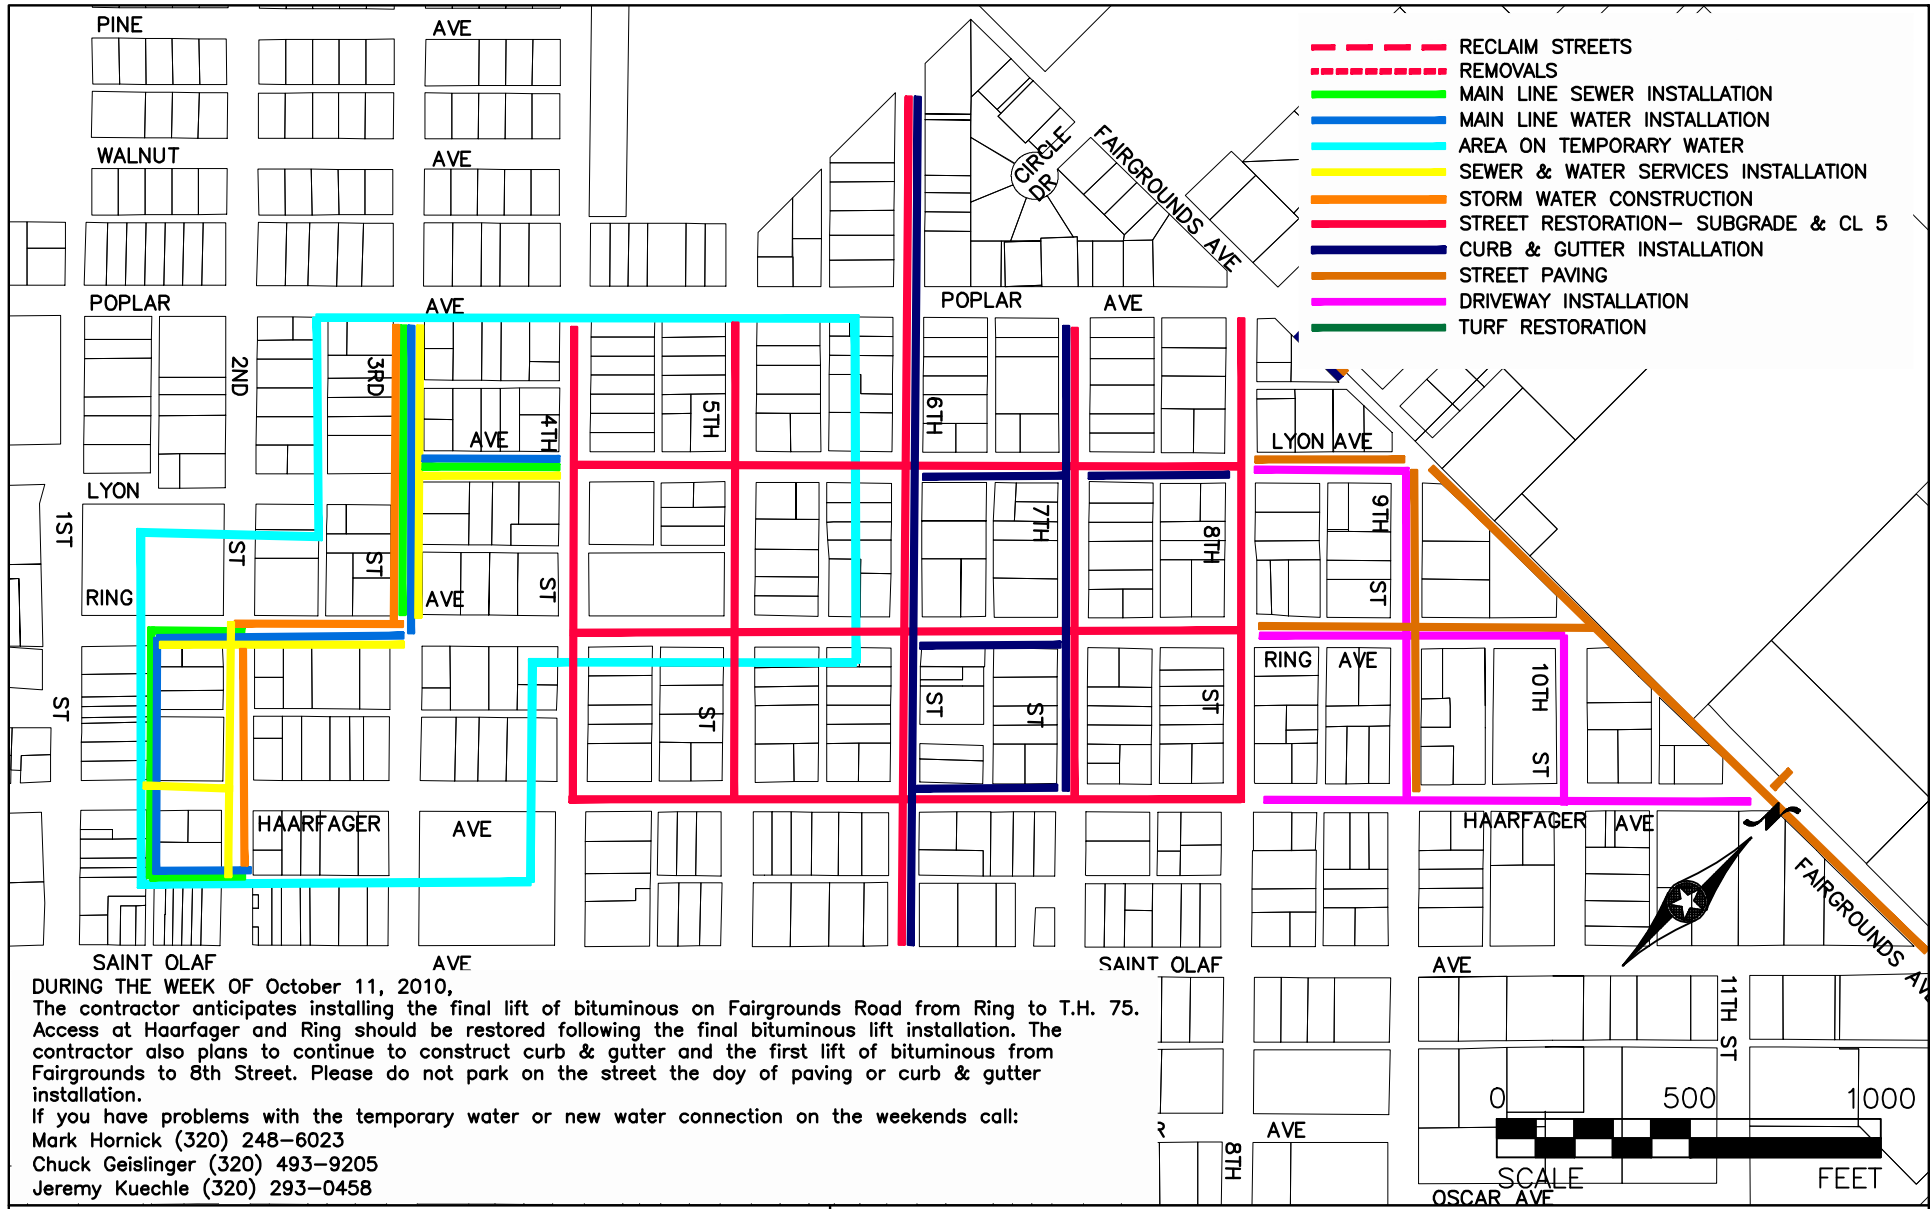 PINE AVE
WALNUT AVE
CIRCLE DR
FAIRGROUNDS AVE
RECLAIM STREETS
REMOVALS
MAIN LINE SEWER INSTALLATION
MAIN LINE WATER INSTALLATION
AREA ON TEMPORARY WATER
SEWER & WATER SERVICES INSTALLATION
STORM WATER CONSTRUCTION
STREET RESTORATION- SUBGRADE & CL 5
CURB & GUTTER INSTALLATION
STREET PAVING
DRIVEWAY INSTALLATION
TURF RESTORATION
POPLAR AVE POPLAR AVE
2ND
3RD
4TH
5TH
6TH
AVE
LYON AVE
LYON
1ST
ST
ST
7TH
8TH
9TH
ST
RING AVE
ST
RING AVE
ST
ST
ST
ST
ST
10TH
ST
HAARFAGER AVE
HAARFAGER AVE
FAIRGROUNDS AVE
SAINT OLAF AVE
SAINT OLAF AVE
11TH ST
DURING THE WEEK OF October 11, 2010,
The contractor anticipates installing the final lift of bituminous on Fairgrounds Road from Ring to T.H. 75.
Access at Haarfager and Ring should be restored following the final bituminous lift installation. The
contractor also plans to continue to construct curb & gutter and the first lift of bituminous from
Fairgrounds to 8th Street. Please do not park on the street the doy of paving or curb & gutter
installation.
If you have problems with the temporary water or new water connection on the weekends call:
Mark Hornick (320) 248-6023
Chuck Geislinger (320) 493-9205
Jeremy Kuechle (320) 293-0458
R AVE
8TH
0 500 1000
SCALE FEET
OSCAR AVE